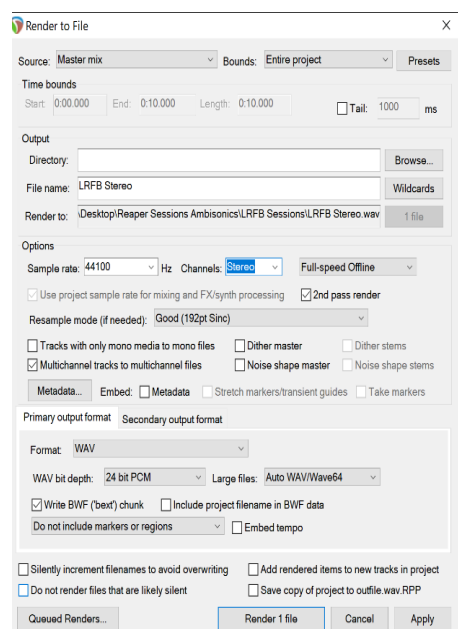 Render to File X
Source: Master mix Bounds: Entire project Presets
Time bounds
Start: 0:00.000 End: 0:10.000 Length: 0:10.000 Tail: 1000 ms
Output
Directory: Browse...
File name: LRFB Stereo Wildcards
Render to: \Desktop\Reaper Sessions Ambisonics\LRFB Sessions\LRFB Stereo.wav 1 file
Options
Sample rate: 44100 Hz Channels: Stereo Full-speed Offline
Use project sample rate for mixing and FX/synth processing 2nd pass render
Resample mode (if needed): Good (192pt Sinc)
Tracks with only mono media to mono files Dither master Dither stems
Multichannel tracks to multichannel files Noise shape master Noise shape stems
Metadata... Embed: Metadata Stretch markers/transient guides Take markers
Primary output format Secondary output format
Format: WAV
WAV bit depth: 24 bit PCM Large files: Auto WAV/Wave64
Write BWF ('bext') chunk Include project filename in BWF data
Do not include markers or regions Embed tempo
Silently increment filenames to avoid overwriting Add rendered items to new tracks in project
Do not render files that are likely silent Save copy of project to outfile.wav.RPP
Queued Renders... Render 1 file Cancel Apply